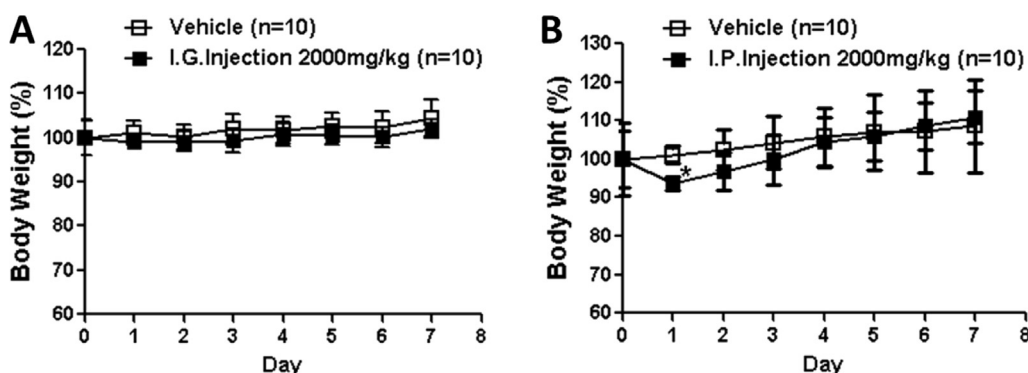 A
Vehicle (n=10)
I.G.Injection 2000mg/kg (n=10)
120
110
100
90
80
70
60
Body Weight (%)
0 1 2 3 4 5 6 7 8
Day
B
Vehicle (n=10)
I.P.Injection 2000mg/kg (n=10)
130
120
110
100
90
80
70
60
Body Weight (%)
*
0 1 2 3 4 5 6 7 8
Day